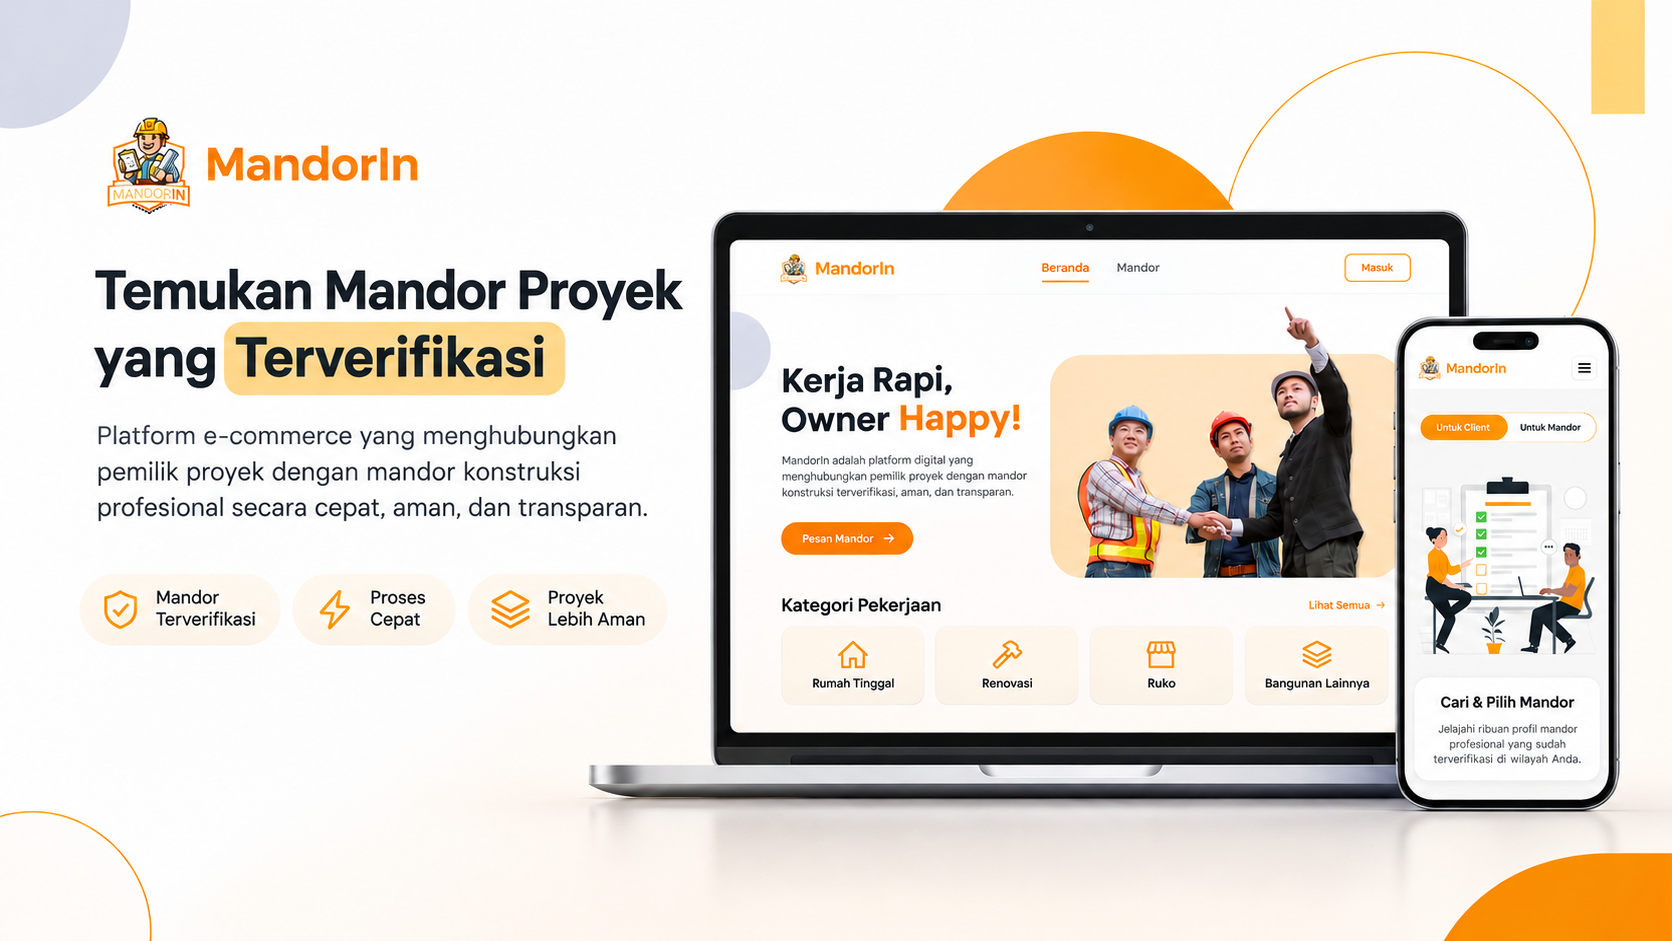 MANDORIN
MandorIn
Temukan Mandor Proyek
yang Terverifikasi
Platform e-commerce yang menghubungkan
pemilik proyek dengan mandor konstruksi
profesional secara cepat, aman, dan transparan.
Mandor
Terverifikasi
Proses
Cepat
Proyek
Lebih Aman
MandorIn
Beranda
Mandor
Masuk
Kerja Rapi,
Owner Happy!
MandorIn adalah platform digital yang
menghubungkan pemilik proyek dengan mandor
konstruksi terverifikasi, aman, dan transparan.
Pesan Mandor →
Kategori Pekerjaan
Lihat Semua →
Rumah Tinggal
Renovasi
Ruko
Bangunan Lainnya
MandorIn
Untuk Client
Untuk Mandor
Cari & Pilih Mandor
Jelajahi ribuan profil mandor
profesional yang sudah
terverifikasi di wilayah Anda.